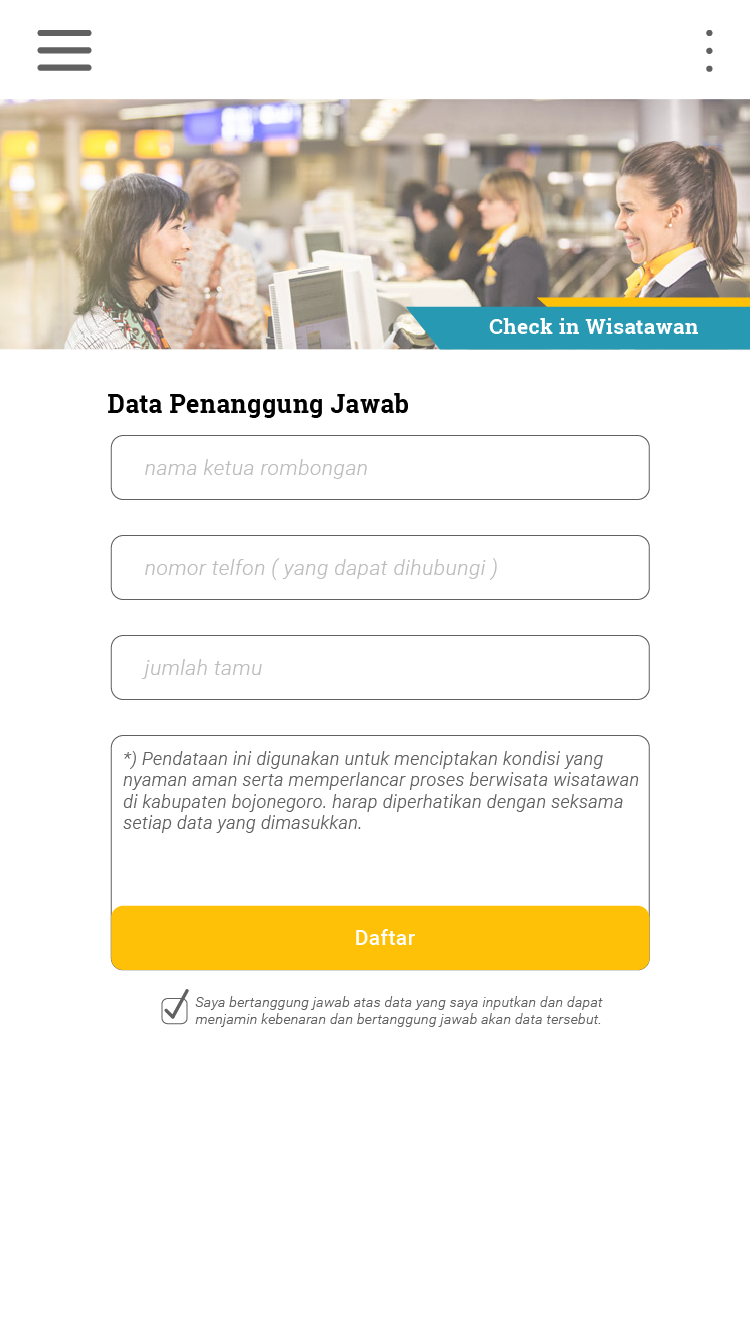 Check in Wisatawan
Data Penanggung Jawab
nama ketua rombongan
nomor telfon ( yang dapat dihubungi )
jumlah tamu
*) Pendataan ini digunakan untuk menciptakan kondisi yang
nyaman aman serta memperlancar proses berwisata wisatawan
di kabupaten bojonegoro. harap diperhatikan dengan seksama
setiap data yang dimasukkan.
Daftar
Saya bertanggung jawab atas data yang saya inputkan dan dapat
menjamin kebenaran dan bertanggung jawab akan data tersebut.